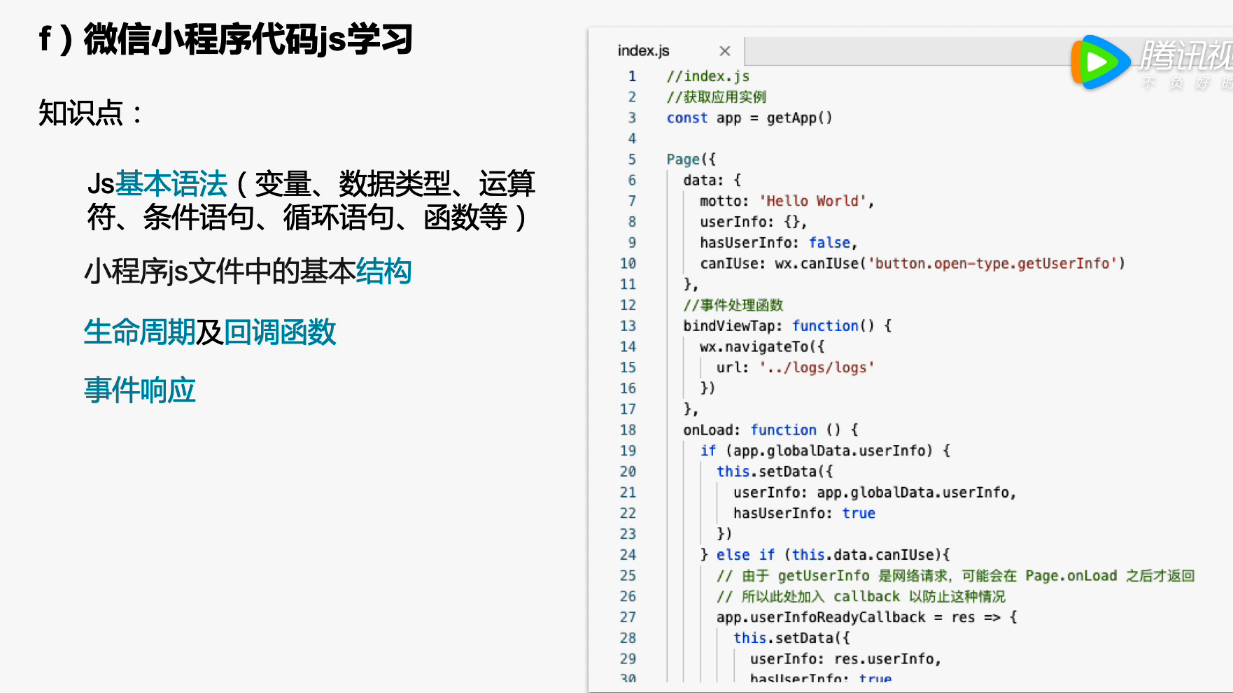 f）微信小程序代码js学习
知识点：
Js基本语法（变量、数据类型、运算
符、条件语句、循环语句、函数等）
小程序js文件中的基本结构
生命周期及回调函数
事件响应
index.js ×
腾讯视
不负好时
1 //index.js
2 //获取应用实例
3 const app = getApp()
4
5 Page({
6 data: {
7 motto: 'Hello World',
8 userInfo: {},
9 hasUserInfo: false,
10 canIUse: wx.canIUse('button.open-type.getUserInfo')
11 },
12 //事件处理函数
13 bindViewTap: function() {
14 wx.navigateTo({
15 url: '../logs/logs'
16 })
17 },
18 onLoad: function () {
19 if (app.globalData.userInfo) {
20 this.setData({
21 userInfo: app.globalData.userInfo,
22 hasUserInfo: true
23 })
24 } else if (this.data.canIUse){
25 // 由于 getUserInfo 是网络请求，可能会在 Page.onLoad 之后才返回
26 // 所以此处加入 callback 以防止这种情况
27 app.userInfoReadyCallback = res => {
28 this.setData({
29 userInfo: res.userInfo,
30 hasUserInfo: true